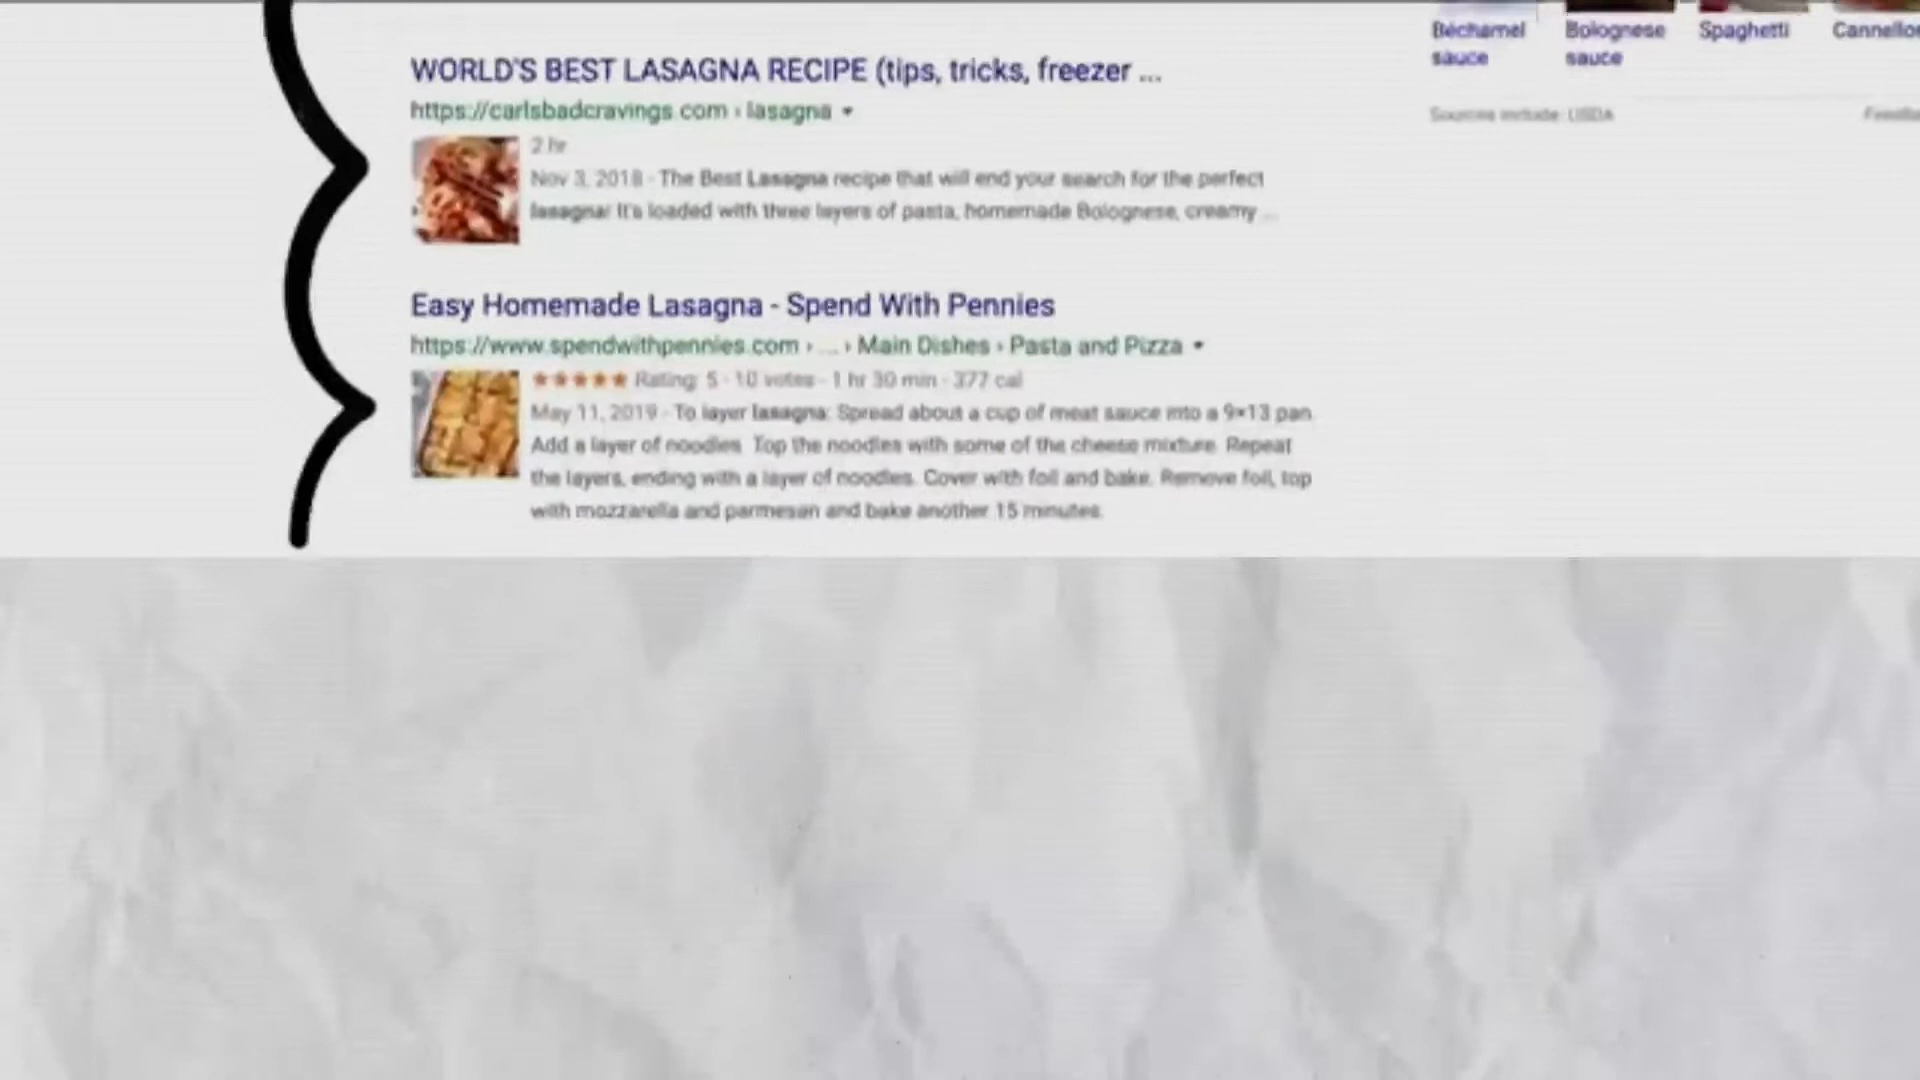 WORLD'S BEST LASAGNA RECIPE (tips, tricks, freezer ...
https://carlsbadcravings.com › lasagna
2 hr
Nov 3, 2018 - The Best Lasagna recipe that will end your search for the perfect
lasagna! It's loaded with three layers of pasta, homemade Bolognese, creamy ...
Easy Homemade Lasagna - Spend With Pennies
https://www.spendwithpennies.com › ... › Main Dishes › Pasta and Pizza
Rating: 5 - 10 votes - 1 hr 30 min - 377 cal
May 11, 2019 - To layer lasagna: Spread about a cup of meat sauce into a 9×13 pan.
Add a layer of noodles. Top the noodles with some of the cheese mixture. Repeat
the layers, ending with a layer of noodles. Cover with foil and bake. Remove foil, top
with mozzarella and parmesan and bake another 15 minutes.
Béchamel
sauce
Bolognese
sauce
Spaghetti
Cannello
Sources include: USDA